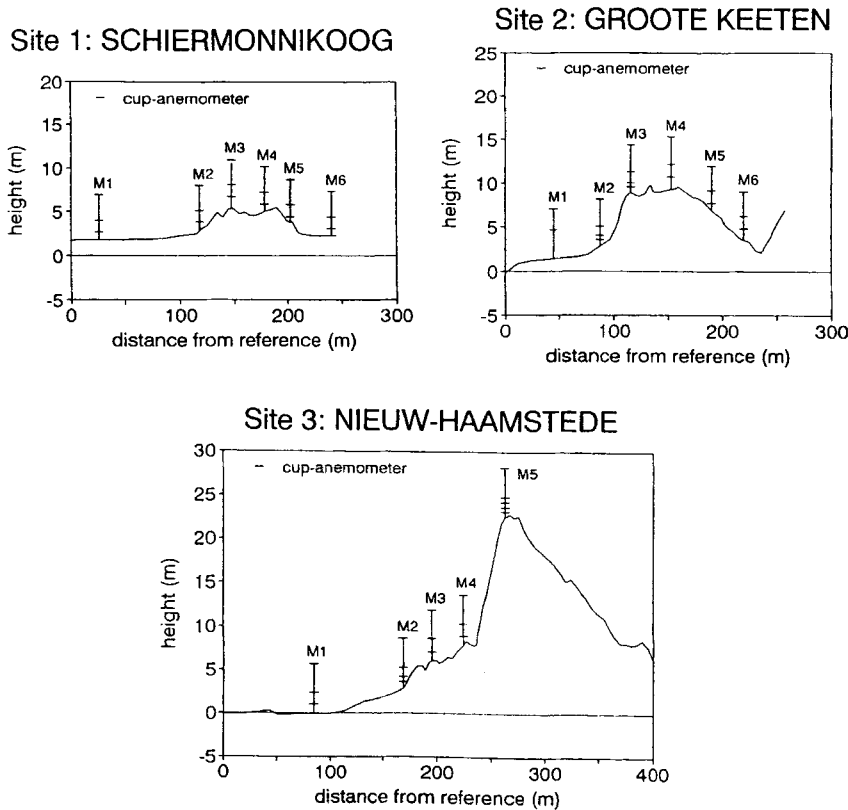 Site 1: SCHIERMONNIKOOG
20
15
10
5
0
-5
height (m)
– cup-anemometer
M1
M2
M3
M4
M5
M6
0
100
200
300
distance from reference (m)
Site 2: GROOTE KEETEN
25
20
15
10
5
0
-5
height (m)
– cup-anemometer
M1
M2
M3
M4
M5
M6
0
100
200
300
distance from reference (m)
Site 3: NIEUW-HAAMSTEDE
30
25
20
15
10
5
0
-5
height (m)
– cup-anemometer
M1
M2
M3
M4
M5
0
100
200
300
400
distance from reference (m)